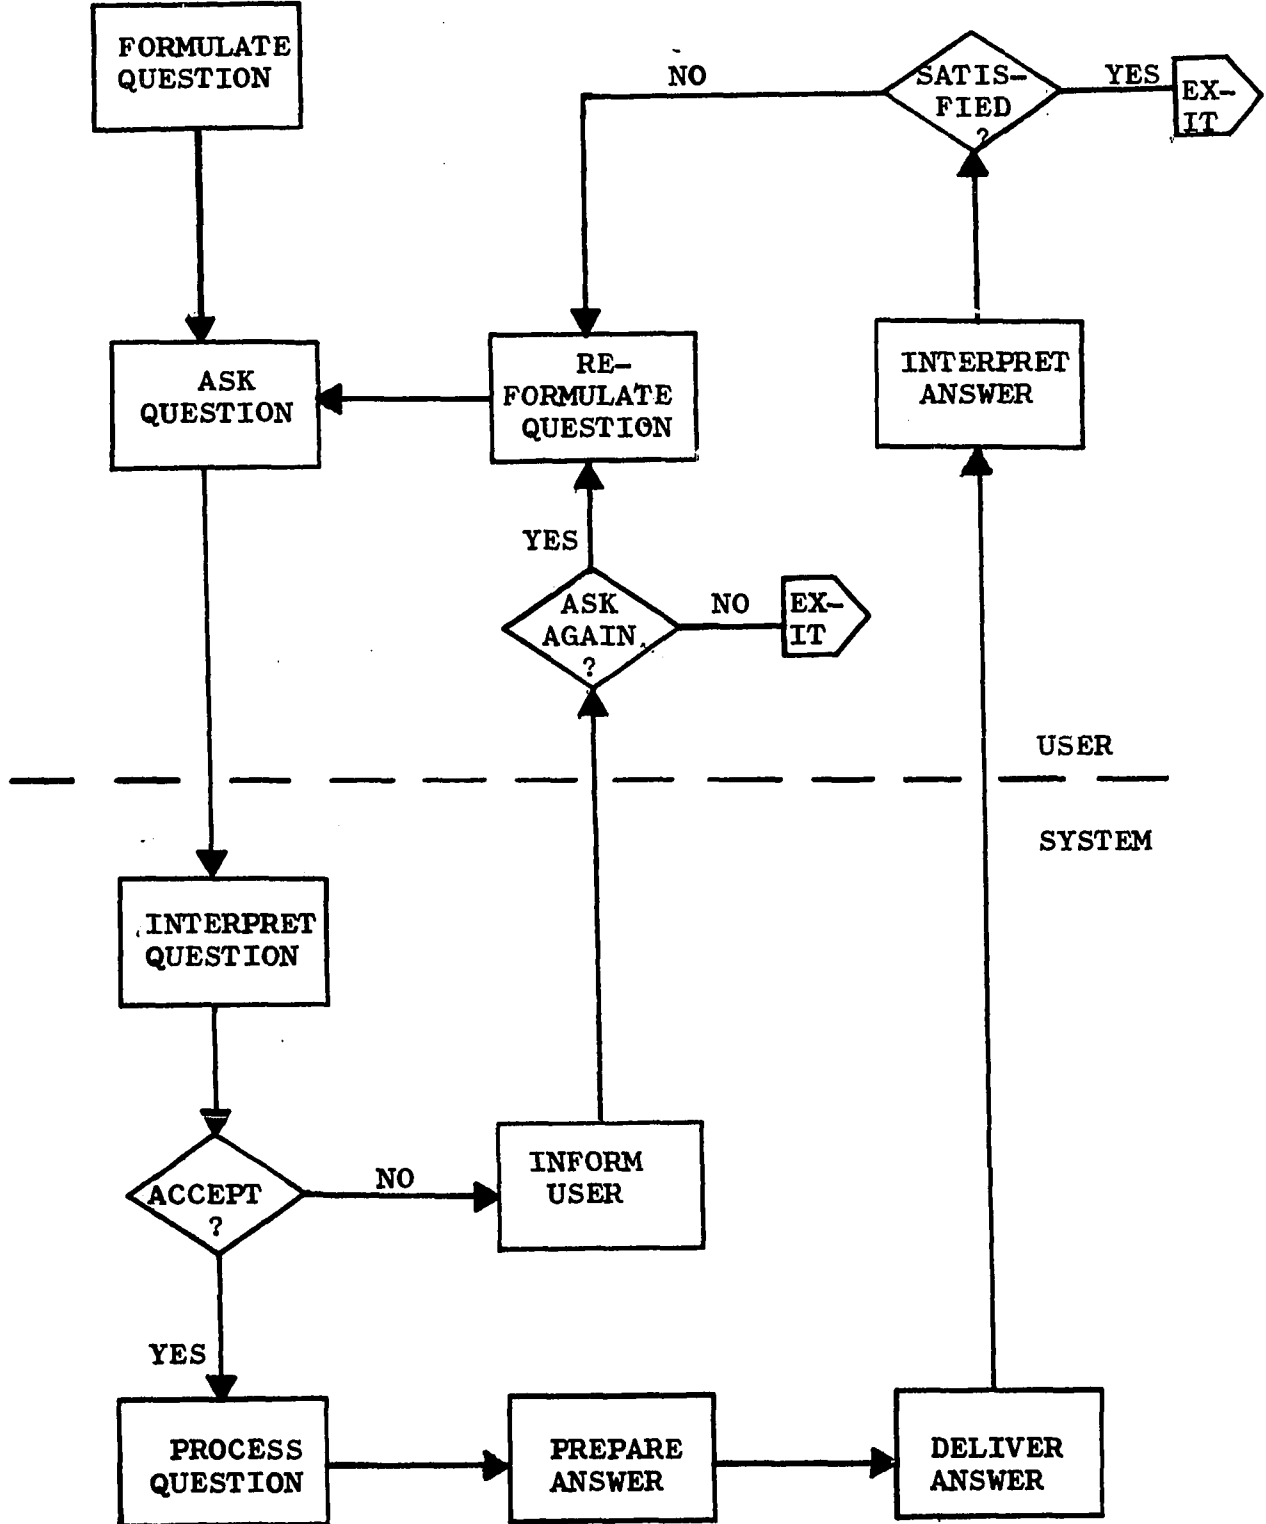 FORMULATE
QUESTION
NO
SATIS-
FIED
?
YES
EX-
IT
ASK
QUESTION
RE-
FORMULATE
QUESTION
INTERPRET
ANSWER
YES
ASK
AGAIN
?
NO
EX-
IT
USER
SYSTEM
INTERPRET
QUESTION
ACCEPT
?
NO
INFORM
USER
YES
PROCESS
QUESTION
PREPARE
ANSWER
DELIVER
ANSWER